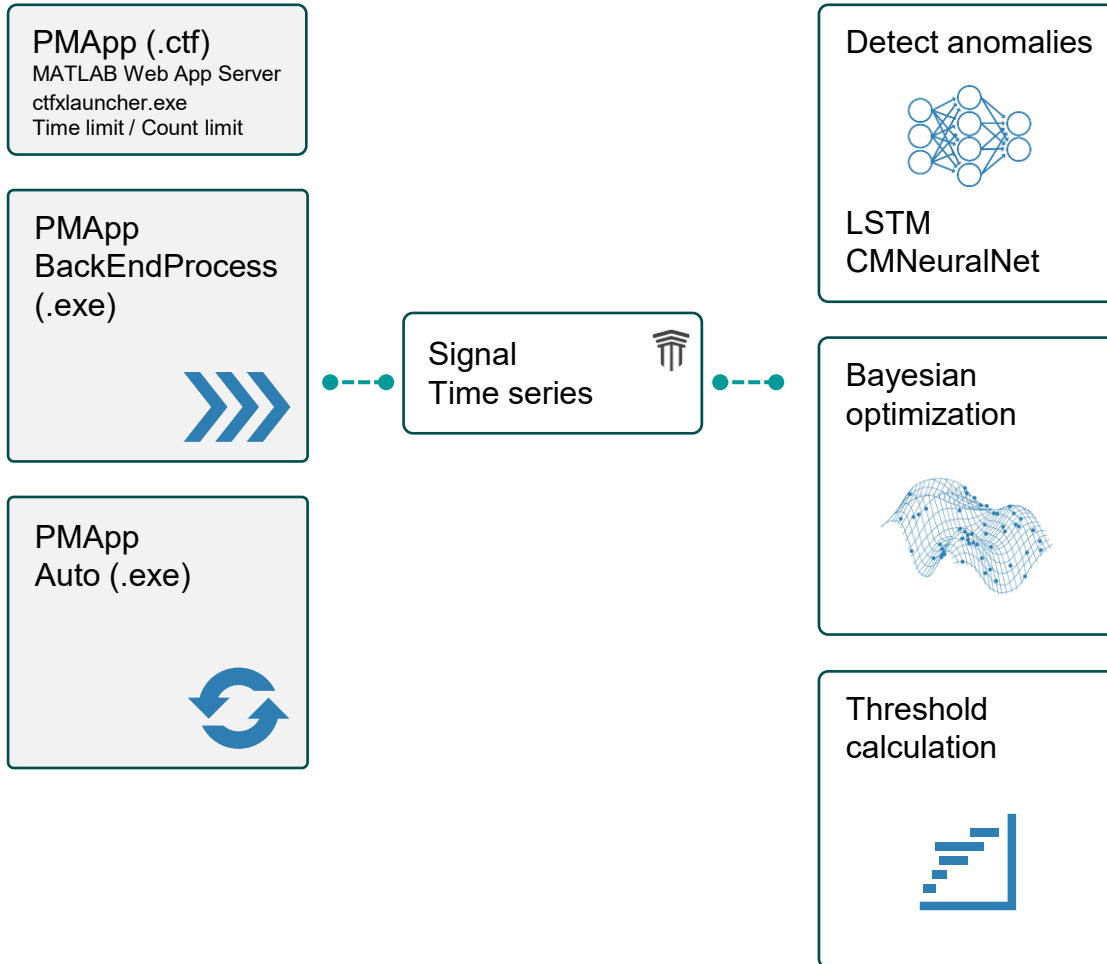 PMApp (.ctf)
MATLAB Web App Server
ctfxlauncher.exe
Time limit / Count limit
PMApp
BackEndProcess
(.exe)
PMApp
Auto (.exe)
Signal
Time series
Detect anomalies
LSTM
CMNeuralNet
Bayesian
optimization
Threshold
calculation